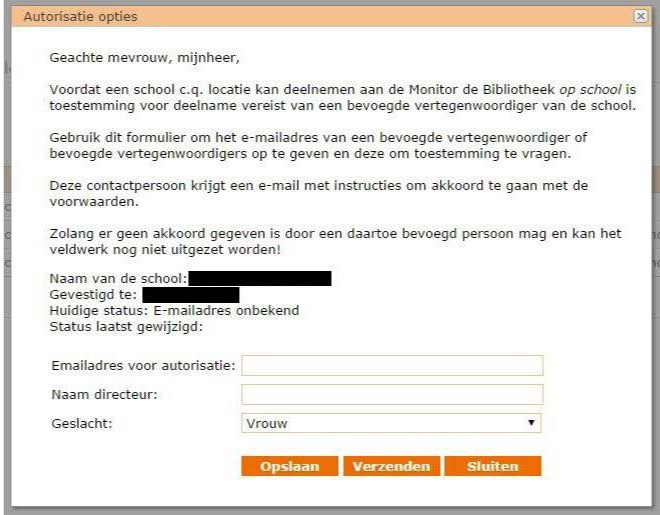 Autorisatie opties
Geachte mevrouw, mijnheer,
Voordat een school c.q. locatie kan deelnemen aan de Monitor de Bibliotheek op school is
toestemming voor deelname vereist van een bevoegde vertegenwoordiger van de school.
Gebruik dit formulier om het e-mailadres van een bevoegde vertegenwoordiger of
bevoegde vertegenwoordigers op te geven en deze om toestemming te vragen.
Deze contactpersoon krijgt een e-mail met instructies om akkoord te gaan met de
voorwaarden.
Zolang er geen akkoord gegeven is door een daartoe bevoegd persoon mag en kan het
veldwerk nog niet uitgezet worden!
Naam van de school:
Gevestigd te:
Huidige status: E-mailadres onbekend
Status laatst gewijzigd:
Emailadres voor autorisatie:
Naam directeur:
Geslacht: Vrouw
Opslaan Verzenden Sluiten